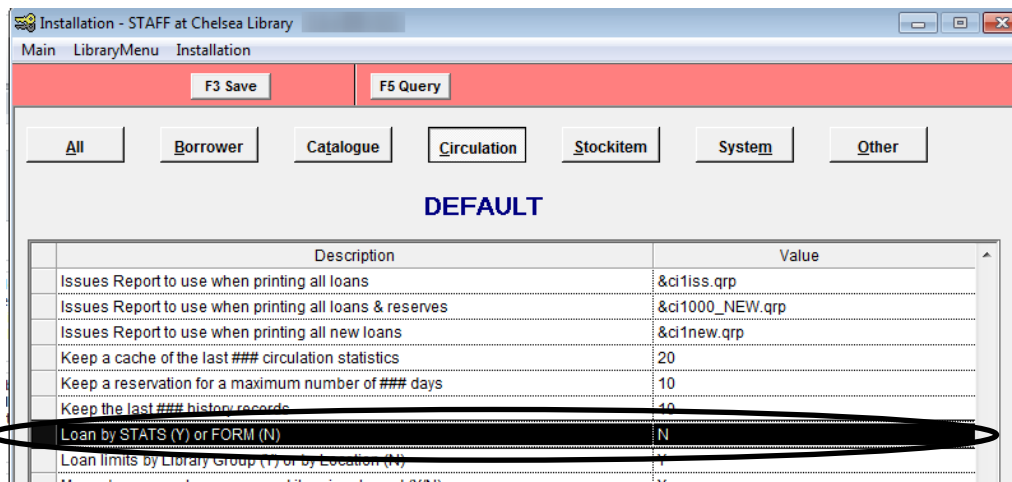 Installation - STAFF at Chelsea Library
Main LibraryMenu Installation
F3 Save F5 Query
All Borrower Catalogue Circulation Stockitem System Other
DEFAULT
Description Value
Issues Report to use when printing all loans &ci1iss.qrp
Issues Report to use when printing all loans & reserves &ci1000_NEW.qrp
Issues Report to use when printing all new loans &ci1new.qrp
Keep a cache of the last ### circulation statistics 20
Keep a reservation for a maximum number of ### days 10
Keep the last ### history records 10
Loan by STATS (Y) or FORM (N) N
Loan limits by Library Group (Y) or by Location (N) Y